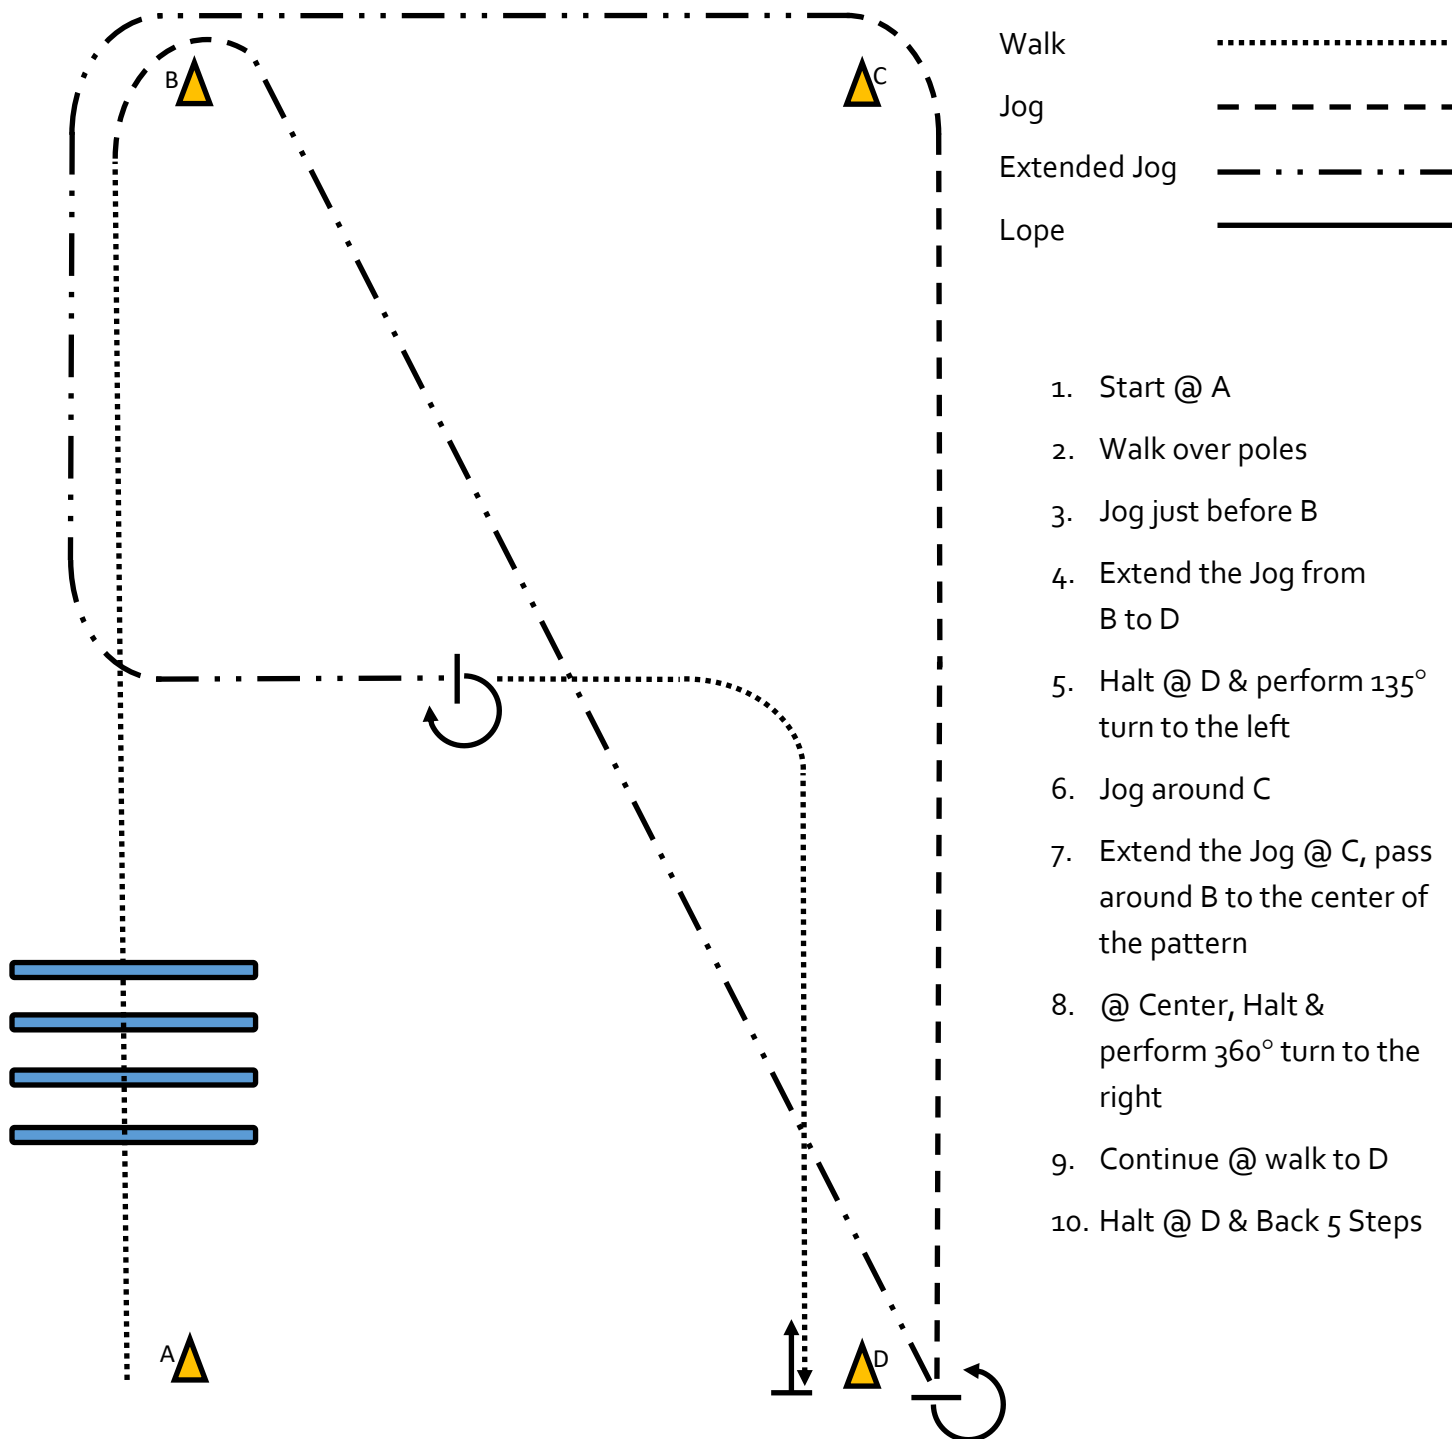 Walk
Jog
Extended Jog
Lope
B
C
A
D
1. Start @ A
2. Walk over poles
3. Jog just before B
4. Extend the Jog from
B to D
5. Halt @ D & perform 135°
turn to the left
6. Jog around C
7. Extend the Jog @ C, pass
around B to the center of
the pattern
8. @ Center, Halt &
perform 360° turn to the
right
9. Continue @ walk to D
10. Halt @ D & Back 5 Steps